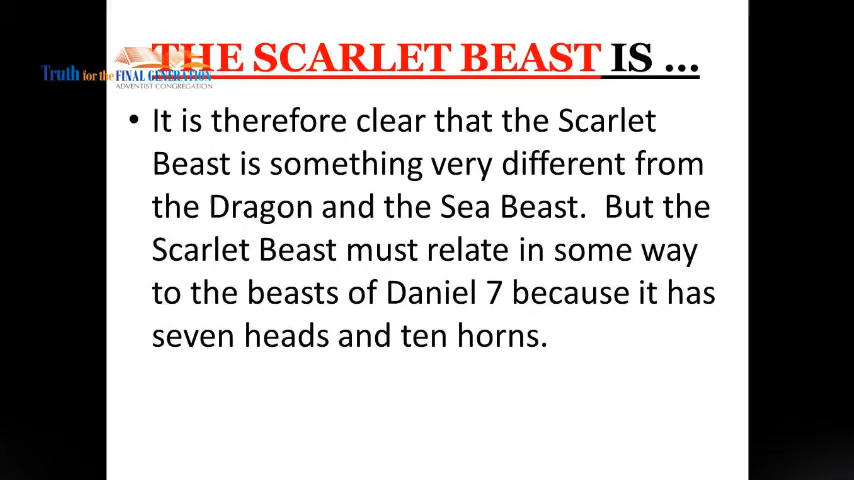 THE SCARLET BEAST IS ...
Truth for the FINAL GENERATION
ADVENTIST CONGREGATION
• It is therefore clear that the Scarlet
Beast is something very different from
the Dragon and the Sea Beast.  But the
Scarlet Beast must relate in some way
to the beasts of Daniel 7 because it has
seven heads and ten horns.